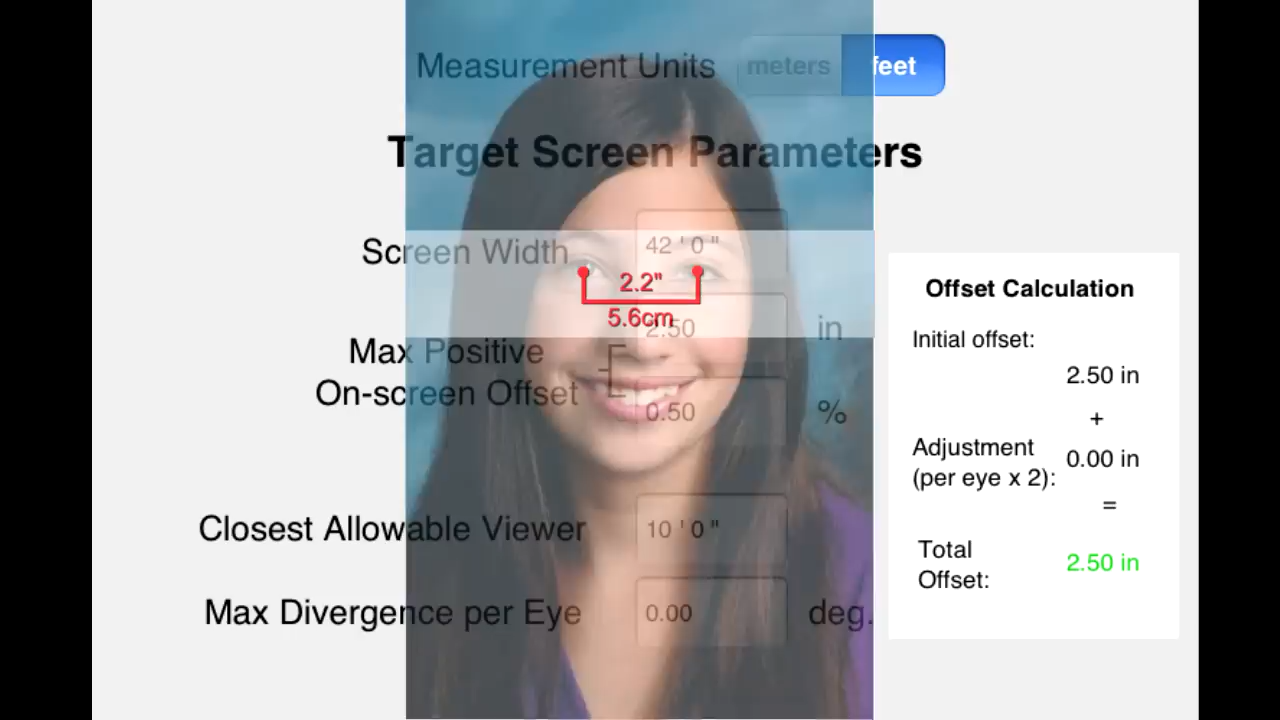 Measurement Units meters feet
Target Screen Parameters
Screen Width 42 ' 0 "
2.2"
5.6cm
2.50 in
Max Positive
On-screen Offset
0.50 %
Closest Allowable Viewer 10 ' 0 "
Max Divergence per Eye 0.00 deg.
Offset Calculation
Initial offset:
2.50 in
+
Adjustment
(per eye x 2): 0.00 in
=
Total
Offset: 2.50 in